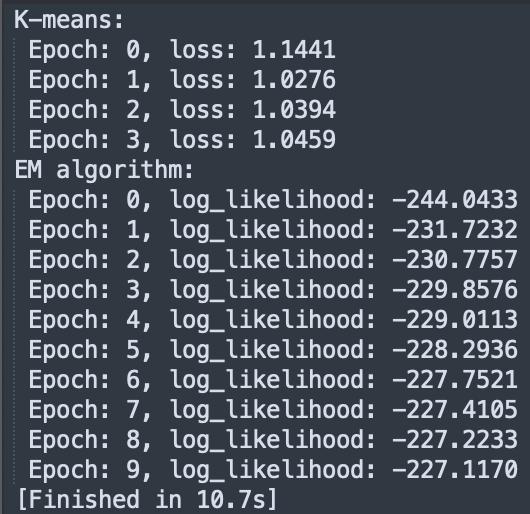 K-means:
Epoch: 0, loss: 1.1441
Epoch: 1, loss: 1.0276
Epoch: 2, loss: 1.0394
Epoch: 3, loss: 1.0459
EM algorithm:
Epoch: 0, log_likelihood: -244.0433
Epoch: 1, log_likelihood: -231.7232
Epoch: 2, log_likelihood: -230.7757
Epoch: 3, log_likelihood: -229.8576
Epoch: 4, log_likelihood: -229.0113
Epoch: 5, log_likelihood: -228.2936
Epoch: 6, log_likelihood: -227.7521
Epoch: 7, log_likelihood: -227.4105
Epoch: 8, log_likelihood: -227.2233
Epoch: 9, log_likelihood: -227.1170
[Finished in 10.7s]